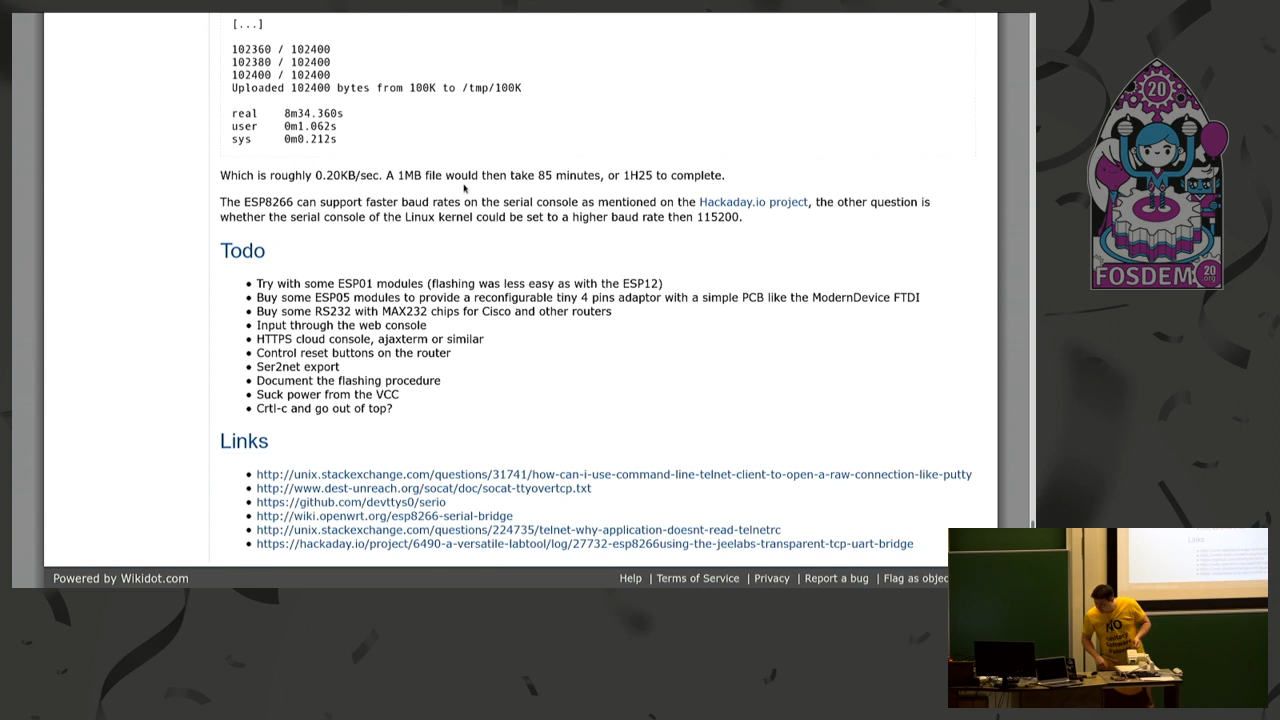 [...]
102360 / 102400
102380 / 102400
102400 / 102400
Uploaded 102400 bytes from 100K to /tmp/100K
real 8m34.360s
user 0m1.062s
sys 0m0.212s
Which is roughly 0.20KB/sec. A 1MB file would then take 85 minutes, or 1H25 to complete.
The ESP8266 can support faster baud rates on the serial console as mentioned on the Hackaday.io project, the other question is
whether the serial console of the Linux kernel could be set to a higher baud rate then 115200.
Todo
• Try with some ESP01 modules (flashing was less easy as with the ESP12)
• Buy some ESP05 modules to provide a reconfigurable tiny 4 pins adaptor with a simple PCB like the ModernDevice FTDI
• Buy some RS232 with MAX232 chips for Cisco and other routers
• Input through the web console
• HTTPS cloud console, ajaxterm or similar
• Control reset buttons on the router
• Ser2net export
• Document the flashing procedure
• Suck power from the VCC
• Crtl-c and go out of top?
Links
• http://unix.stackexchange.com/questions/31741/how-can-i-use-command-line-telnet-client-to-open-a-raw-connection-like-putty
• http://www.dest-unreach.org/socat/doc/socat-ttyovertcp.txt
• https://github.com/devttys0/serio
• http://wiki.openwrt.org/esp8266-serial-bridge
• http://unix.stackexchange.com/questions/224735/telnet-why-application-doesnt-read-telnetrc
• https://hackaday.io/project/6490-a-versatile-labtool/log/27732-esp8266using-the-jeelabs-transparent-tcp-uart-bridge
Powered by Wikidot.com
Help | Terms of Service | Privacy | Report a bug | Flag as objec
20
FOSDEM
20
.org
Links
NO
Software